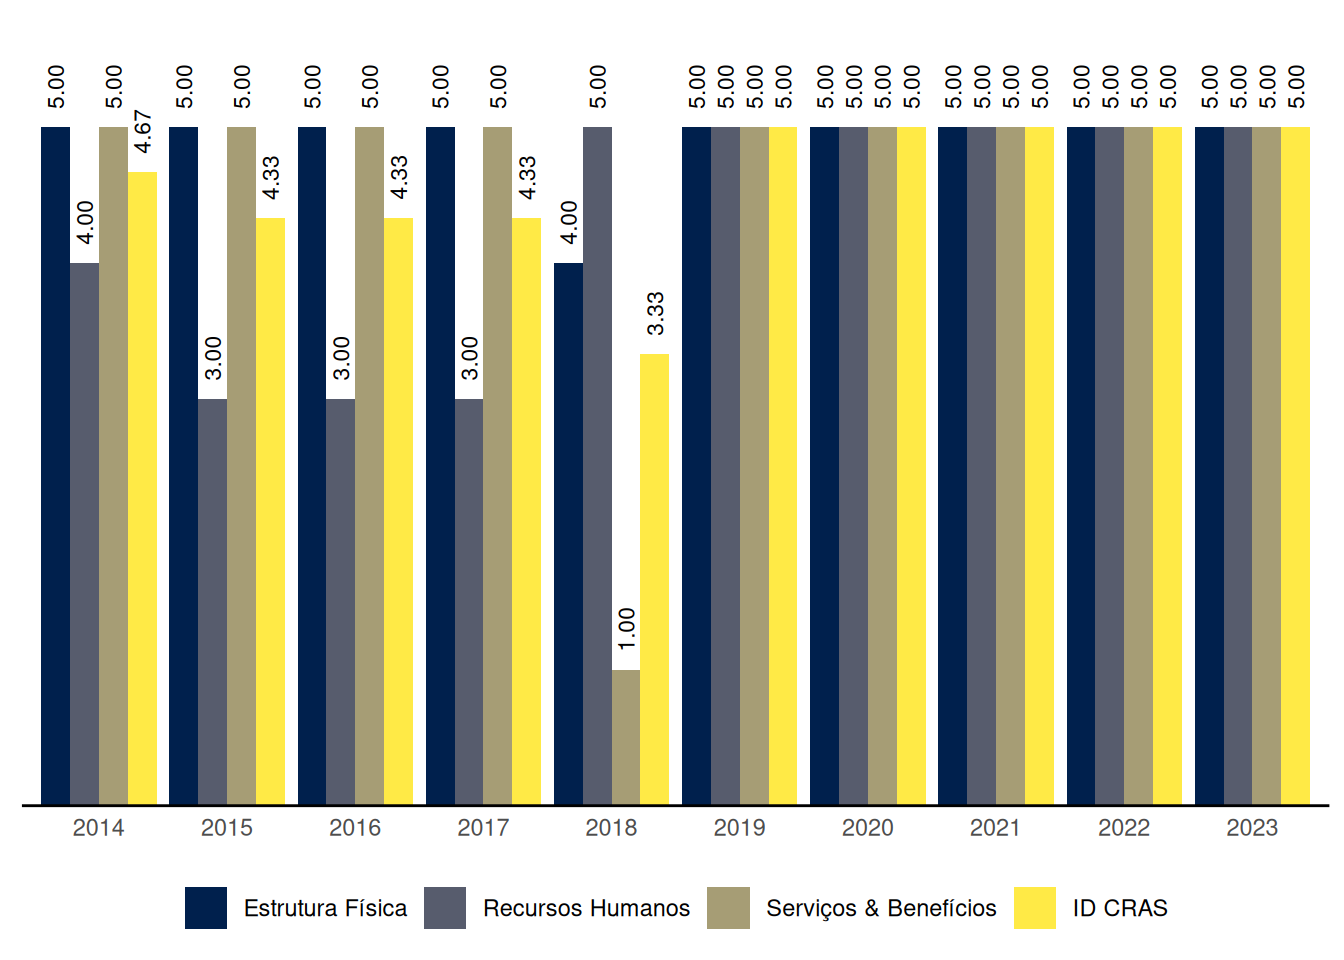 5.00 4.00 5.00 4.67 5.00 3.00 5.00 4.33 5.00 3.00 5.00 4.33 5.00 3.00 5.00 4.33 4.00 5.00 1.00 3.33 5.00 5.00 5.00 5.00 5.00 5.00 5.00 5.00 5.00 5.00 5.00 5.00 5.00 5.00 5.00 5.00 5.00 5.00 5.00 5.00
2014 2015 2016 2017 2018 2019 2020 2021 2022 2023
Estrutura Física Recursos Humanos Serviços & Benefícios ID CRAS